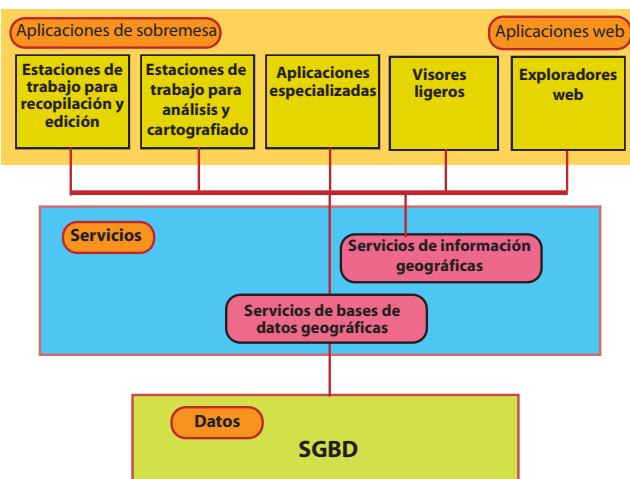 Aplicaciones de sobremesa
Aplicaciones web
Estaciones de
trabajo para
recopilación y
edición
Estaciones de
trabajo para
análisis y
cartografiado
Aplicaciones
especializadas
Visores
ligeros
Exploradores
web
Servicios
Servicios de información
geográficas
Servicios de bases de
datos geográficas
Datos
SGBD